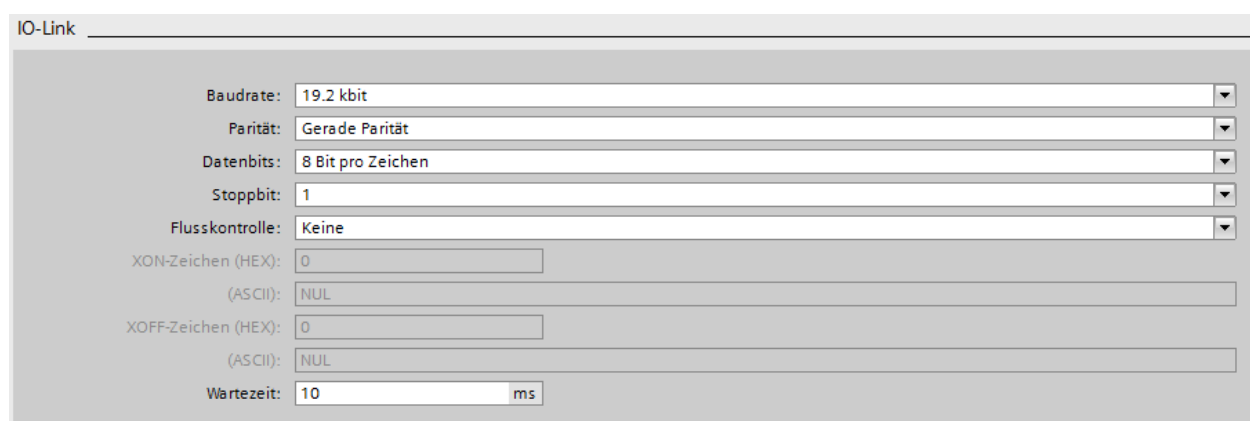 IO-Link
Baudrate: 19.2 kbit
Parität: Gerade Parität
Datenbits: 8 Bit pro Zeichen
Stoppbit: 1
Flusskontrolle: Keine
XON-Zeichen (HEX): 0
(ASCII): NUL
XOFF-Zeichen (HEX): 0
(ASCII): NUL
Wartezeit: 10 ms